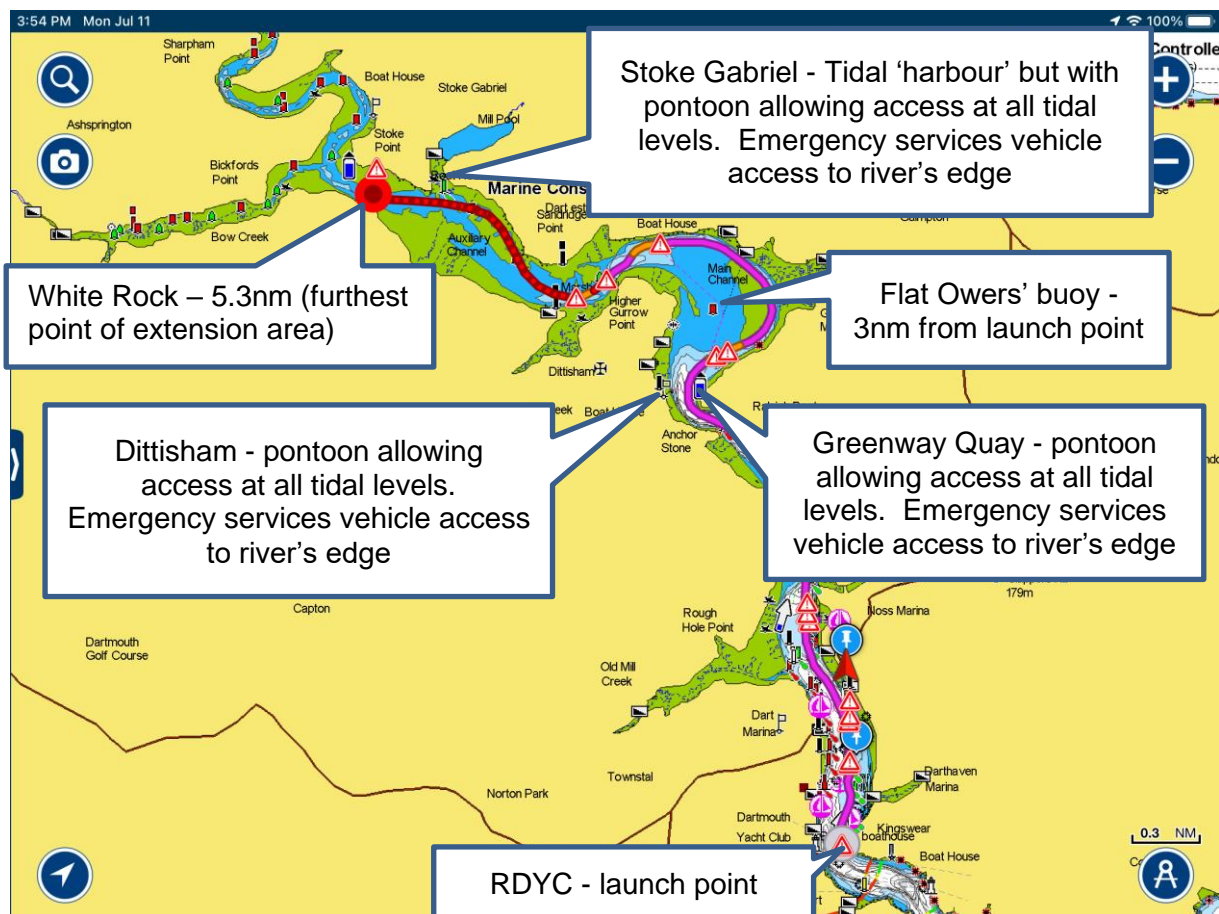 3:54 PM Mon Jul 11
100%
Sharpham
Point
Boat House
Stoke Gabriel
Mill Pool
Ashsprington
Stoke
Point
Bickfords
Point
Bow Creek
Stoke Gabriel - Tidal ‘harbour’ but with
pontoon allowing access at all tidal
levels. Emergency services vehicle
access to river’s edge
Controlle
Marine Cons
Dart est
Sandridge
Point
Boat House
Auxiliary
Channel
Main
Channel
White Rock – 5.3nm (furthest
point of extension area)
Higher
Gurrow
Point
Flat Owers’ buoy -
3nm from launch point
Dittisham
Boat House
Anchor
Stone
Dittisham - pontoon allowing
access at all tidal levels.
Emergency services vehicle access
to river’s edge
Greenway Quay - pontoon
allowing access at all tidal
levels. Emergency services
vehicle access to river’s edge
179m
Capton
Rough
Hole Point
Noss Marina
Dartmouth
Golf Course
Old Mill
Creek
Dart
Marina
Townstal
Darthaven
Marina
Norton Park
Dartmouth
Yacht Club
boathouse
Kingswear
Boat House
0.3 NM
RDYC - launch point